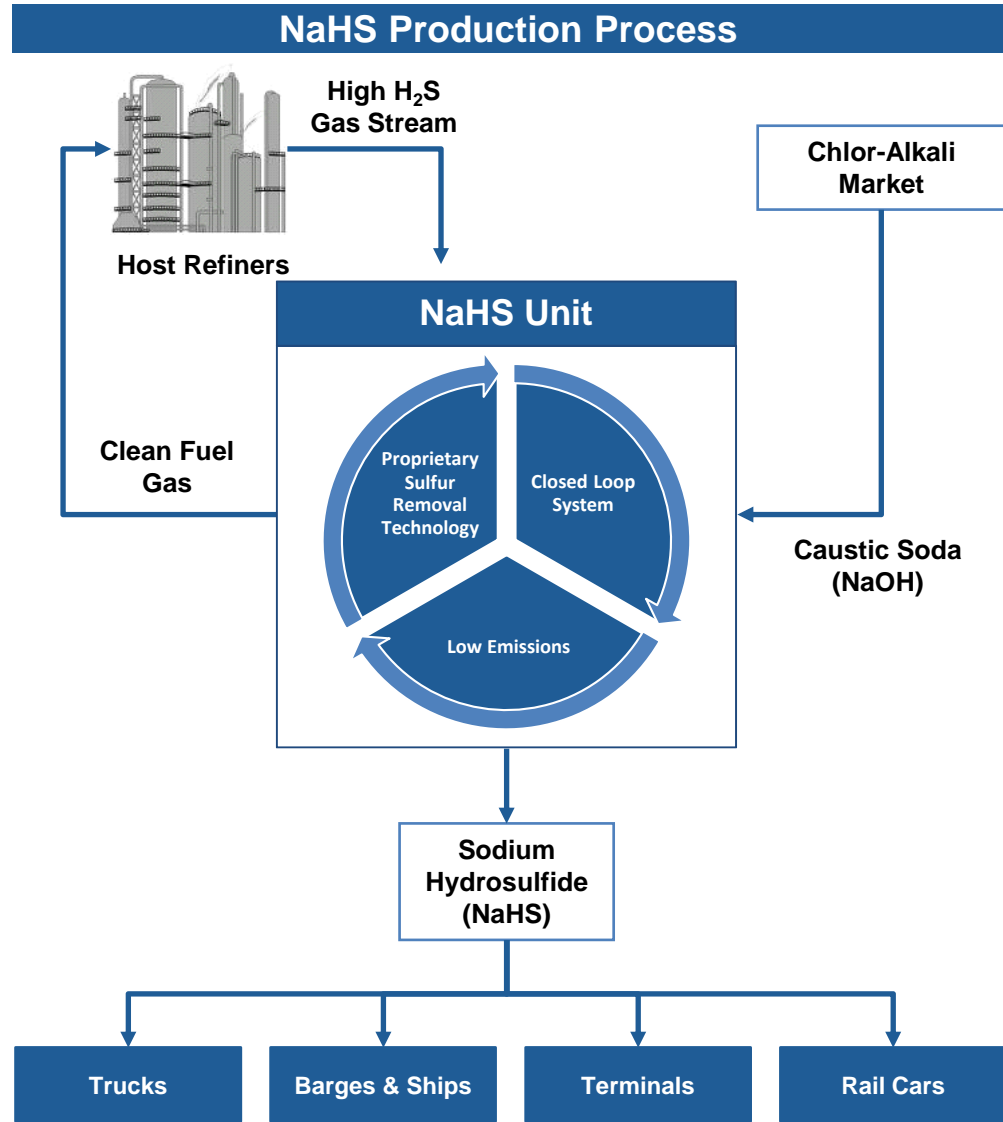 NaHS Production Process
High H₂S
Gas Stream
Chlor-Alkali
Market
Host Refiners
NaHS Unit
Clean Fuel
Gas
Proprietary
Sulfur
Removal
Technology
Closed Loop
System
Low Emissions
Caustic Soda
(NaOH)
Sodium
Hydrosulfide
(NaHS)
Trucks
Barges & Ships
Terminals
Rail Cars